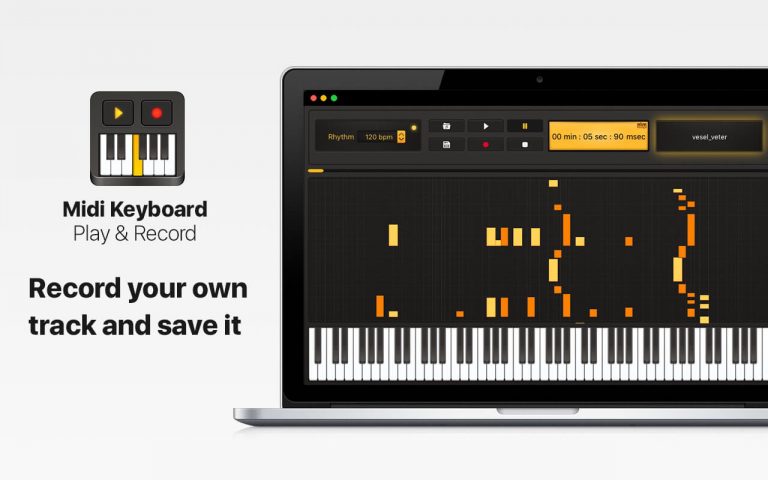 Midi Keyboard
Play & Record
Record your own
track and save it
Rhythm 120 bpm
00 min : 05 sec : 90 msec
vesel_veter